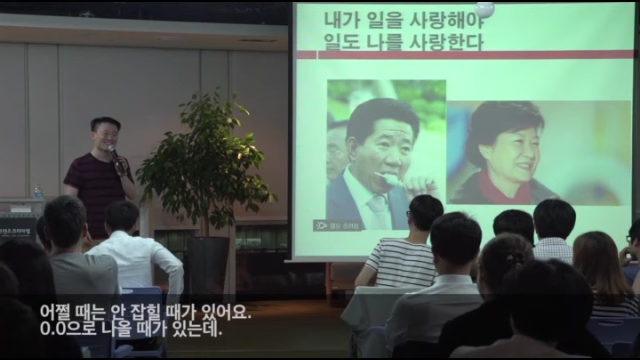 내가 일을 사랑해야
일도 나를 사랑한다
어쩔 때는 안 잡힐 때가 있어요.
0.0으로 나올 때가 있는데.